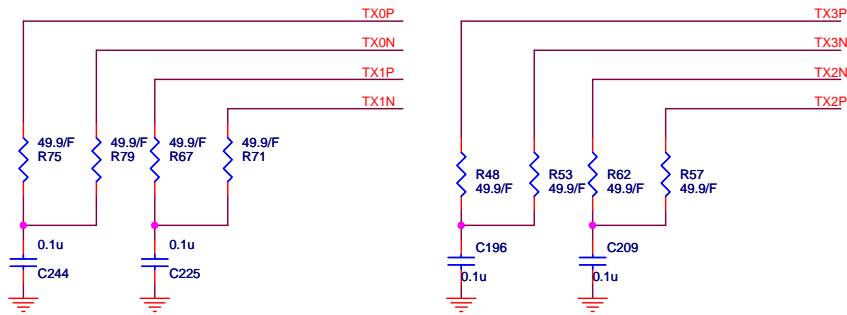 TX0P
TX3P
TX0N
TX3N
TX1P
TX2N
TX1N
TX2P
49.9/F
R75
49.9/F
R79
49.9/F
R67
49.9/F
R71
R48
49.9/F
R53
49.9/F
R62
49.9/F
R57
49.9/F
0.1u
C244
0.1u
C225
C196
0.1u
C209
0.1u